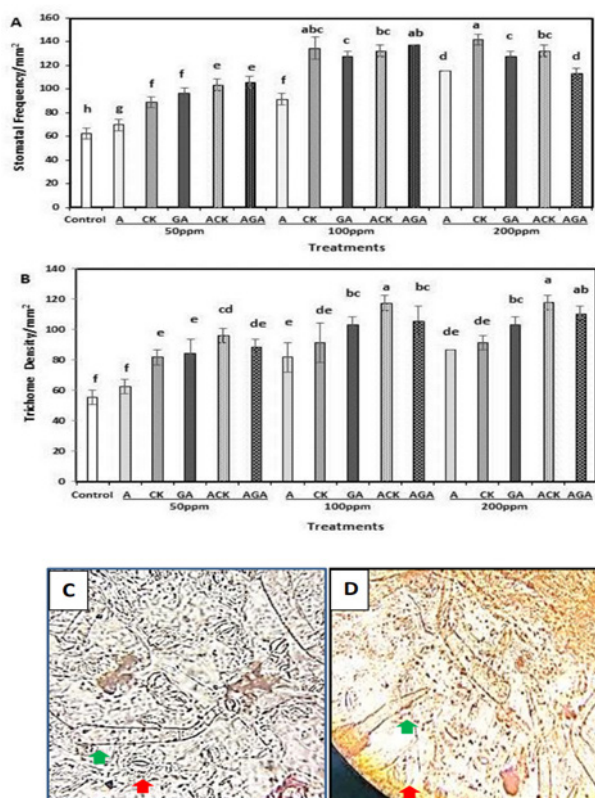 A
Stomatal Frequency/mm²
160
140
120
100
80
60
40
20
0
h g f f e e f abc c bc ab d a c bc d
Control A CK GA ACK AGA A CK GA ACK AGA A CK GA ACK AGA
50ppm 100ppm 200ppm
Treatments
B
Trichome Density/mm²
140
120
100
80
60
40
20
0
f f e e cd de e de bc a bc de de bc a ab
Control A CK GA ACK AGA A CK GA ACK AGA A CK GA ACK AGA
50ppm 100ppm 200ppm
Treatments
C D